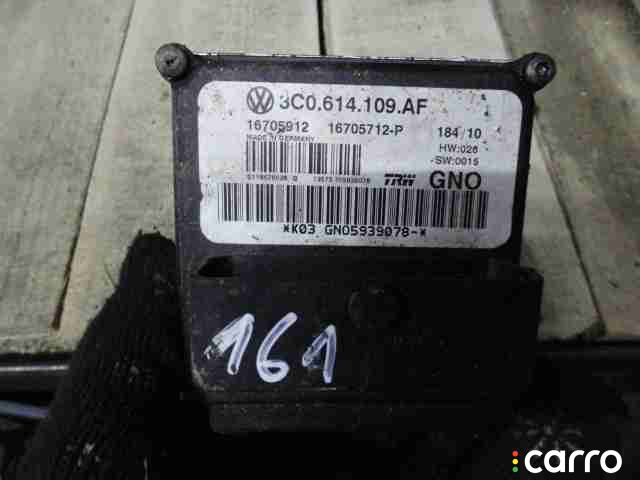 3C0.614.109.AF
16705912 16705712-P 184/10
MADE IN GERMANY
HW:026
-SW:0015
TRW GNO
*K03 GNO5939078-*
161
carro